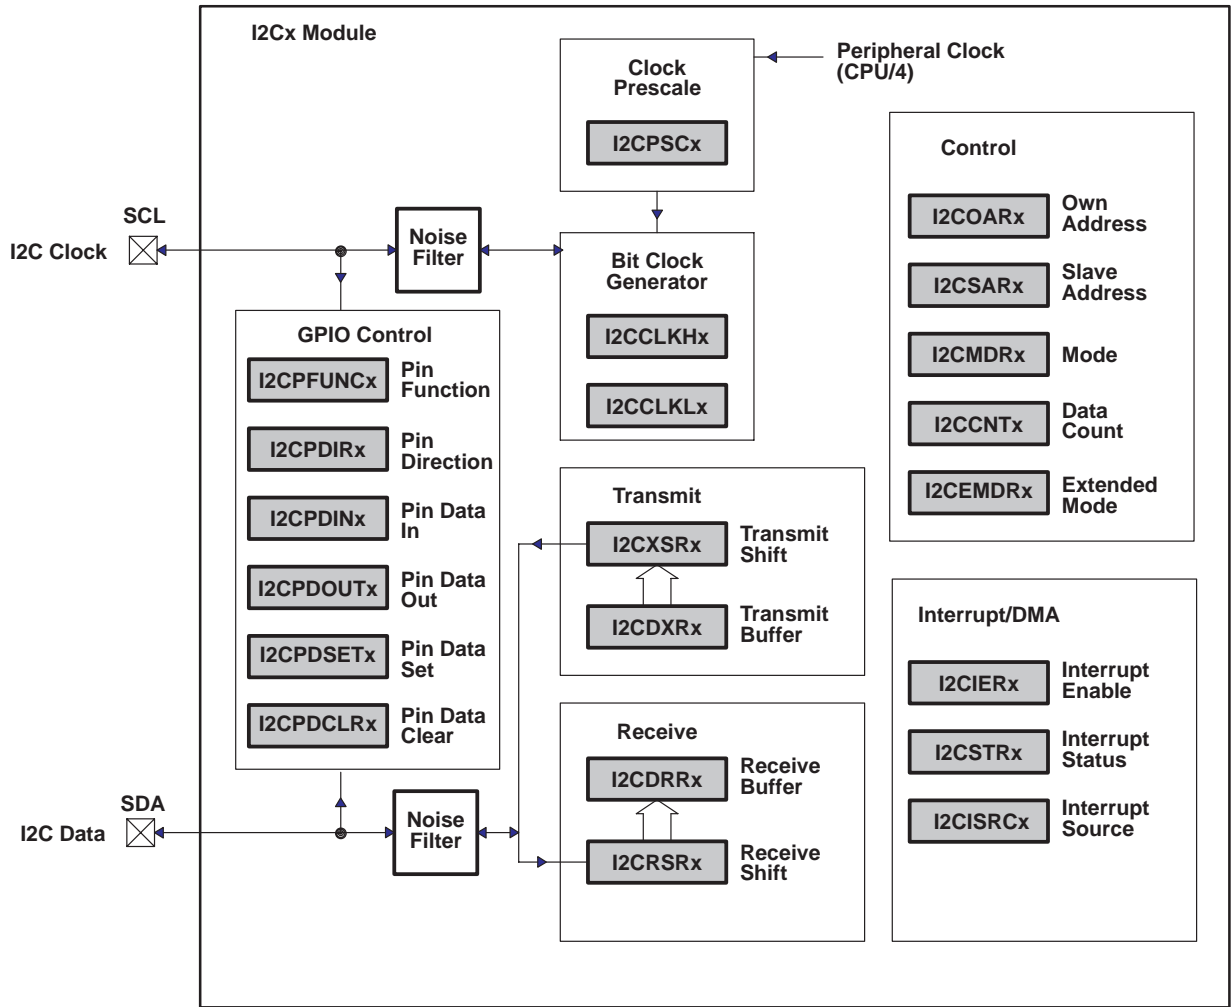 I2Cx Module
Peripheral Clock
(CPU/4)
Clock
Prescale
I2CPSCx
Control
I2COARx
Own
Address
I2CSARx
Slave
Address
I2CMDRx
Mode
I2CCNTx
Data
Count
I2CEMDRx
Extended
Mode
SCL
I2C Clock
Noise
Filter
Bit Clock
Generator
I2CCLKHx
I2CCLKLx
GPIO Control
I2CPFUNCx
Pin
Function
I2CPDIRx
Pin
Direction
I2CPDINx
Pin Data
In
I2CPDOUTx
Pin Data
Out
I2CPDSETx
Pin Data
Set
I2CPDCLRx
Pin Data
Clear
Transmit
I2CXSRx
Transmit
Shift
I2CDXRx
Transmit
Buffer
Interrupt/DMA
I2CIERx
Interrupt
Enable
I2CSTRx
Interrupt
Status
I2CISRCx
Interrupt
Source
Receive
I2CDRRx
Receive
Buffer
I2CRSRx
Receive
Shift
SDA
I2C Data
Noise
Filter